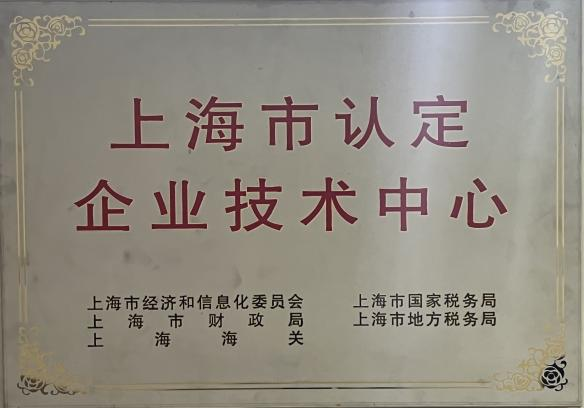 上海市认定
企业技术中心
上海市经济和信息化委员会
上海市财政局
上海海关
上海市国家税务局
上海市地方税务局